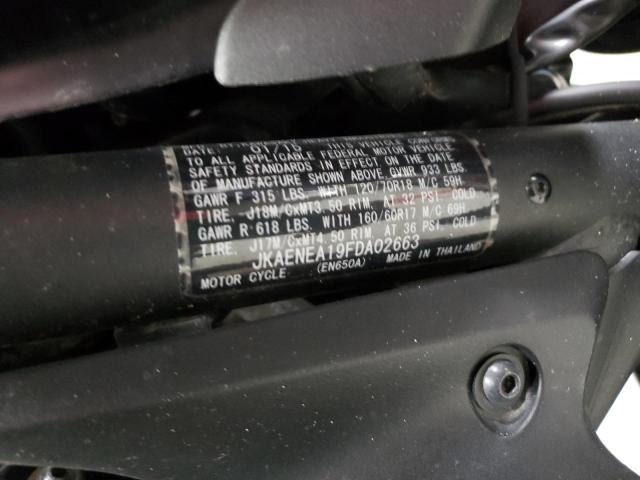 DATE 01/15 THIS VEHICLE CONFORMS
TO ALL APPLICABLE FEDERAL MOTOR VEHICLE
SAFETY STANDARDS IN EFFECT ON THE DATE
OF MANUFACTURE SHOWN ABOVE. GVWR 933 LBS
GAWR F 315 LBS. WITH 120/70R18 M/C 59H
TIRE, J18M/CxMT3.50 RIM, AT 32 PSI. COLD
GAWR R 618 LBS. WITH 160/60R17 M/C 69H
TIRE, J17M/CxMT4.50 RIM, AT 36 PSI. COLD
JKAENEA19FDA02663
MOTOR CYCLE (EN650A) MADE IN THAILAND